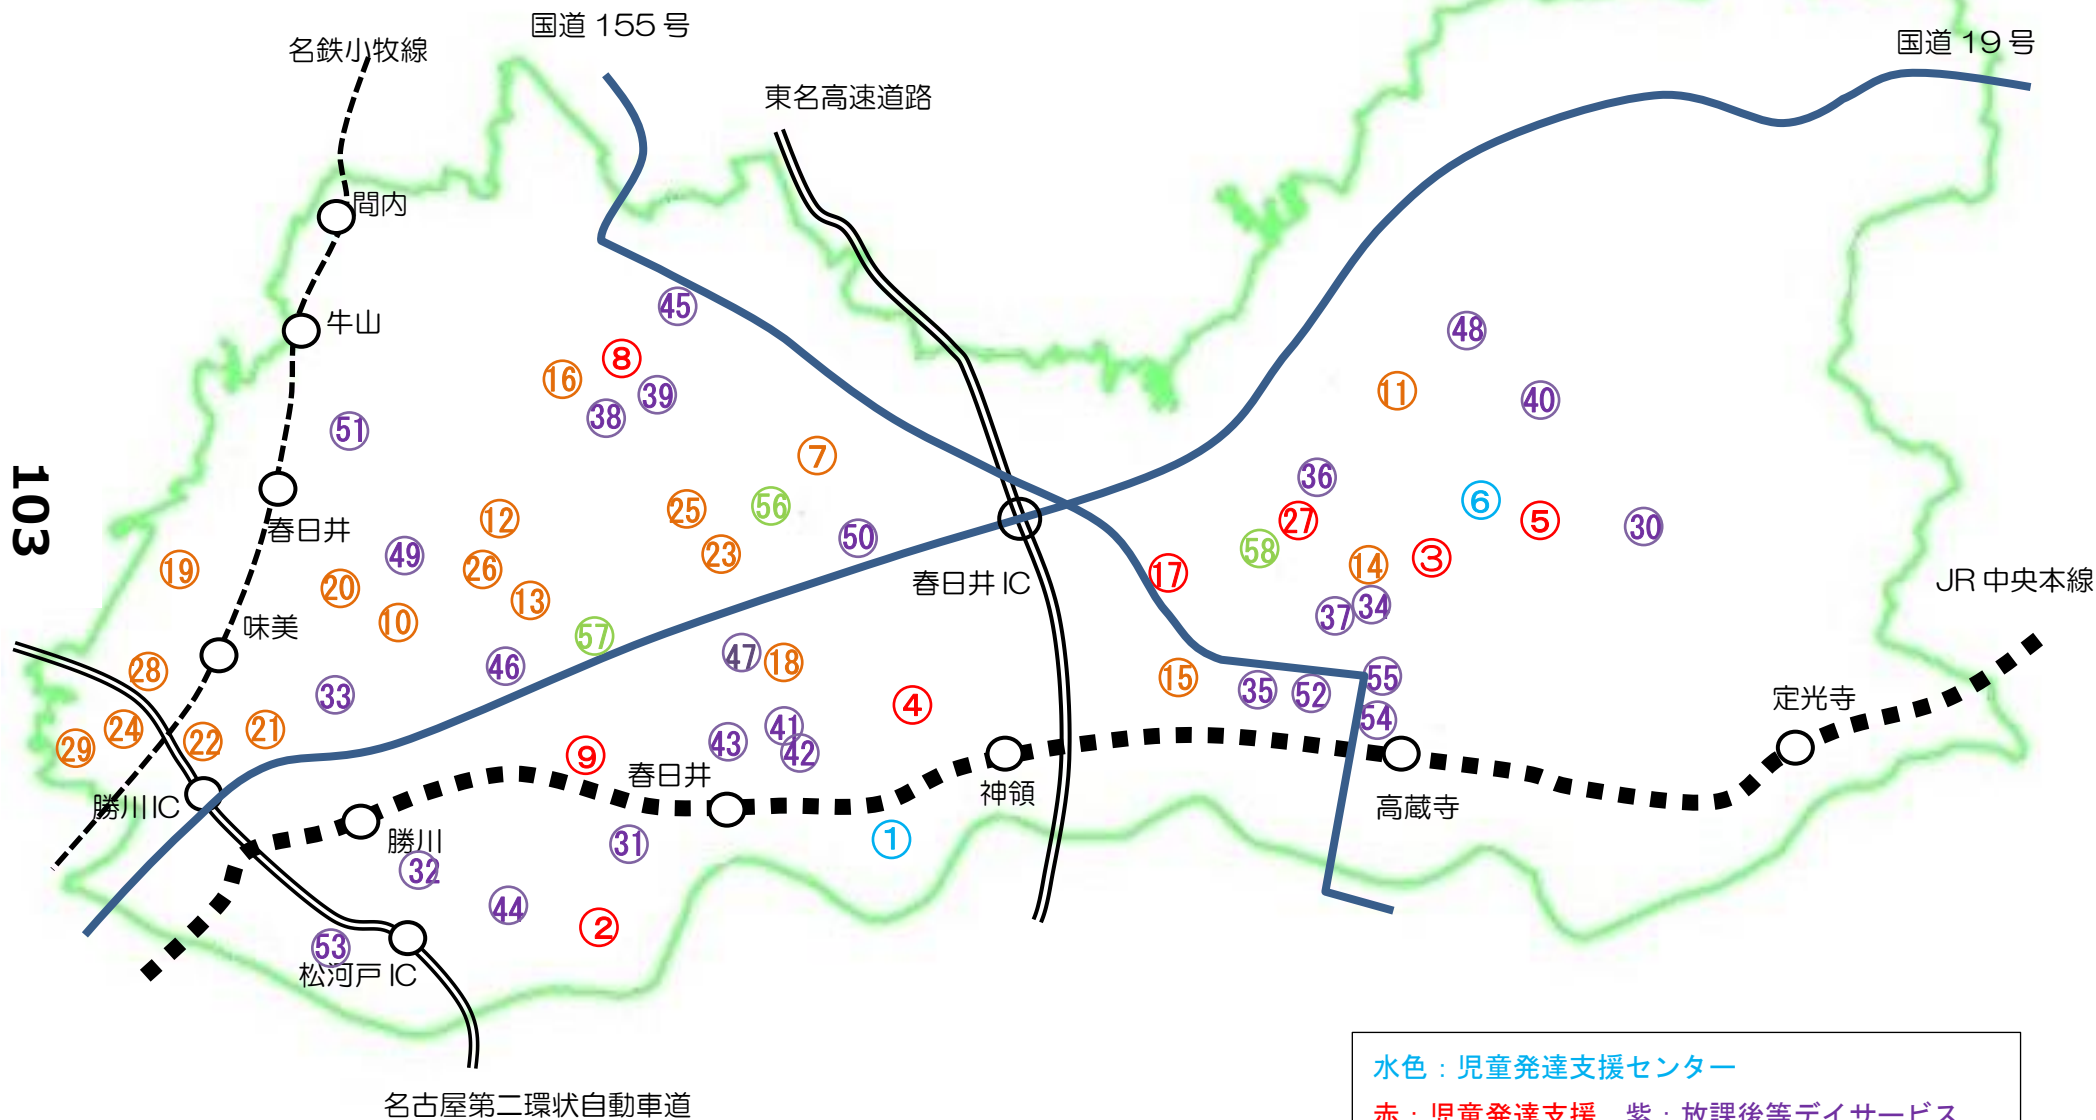 国道 155 号
国道 19 号
名鉄小牧線
東名高速道路
間内
45
牛山
48
8
16
39
11
40
38
51
7
36
6
103
25
56
12
27
5
30
春日井
50
58
49
23
3
19
26
17
14
春日井 IC
JR 中央本線
20
13
34
37
10
57
味美
47
18
46
28
15
55
35
52
33
定光寺
4
54
41
24
21
43
22
29
42
9
春日井
神領
勝川 IC
高蔵寺
勝川
1
31
32
44
2
53
松河戸 IC
水色：児童発達支援センター
名古屋第二環状自動車道
赤：児童発達支援　紫：放課後等デイサービス